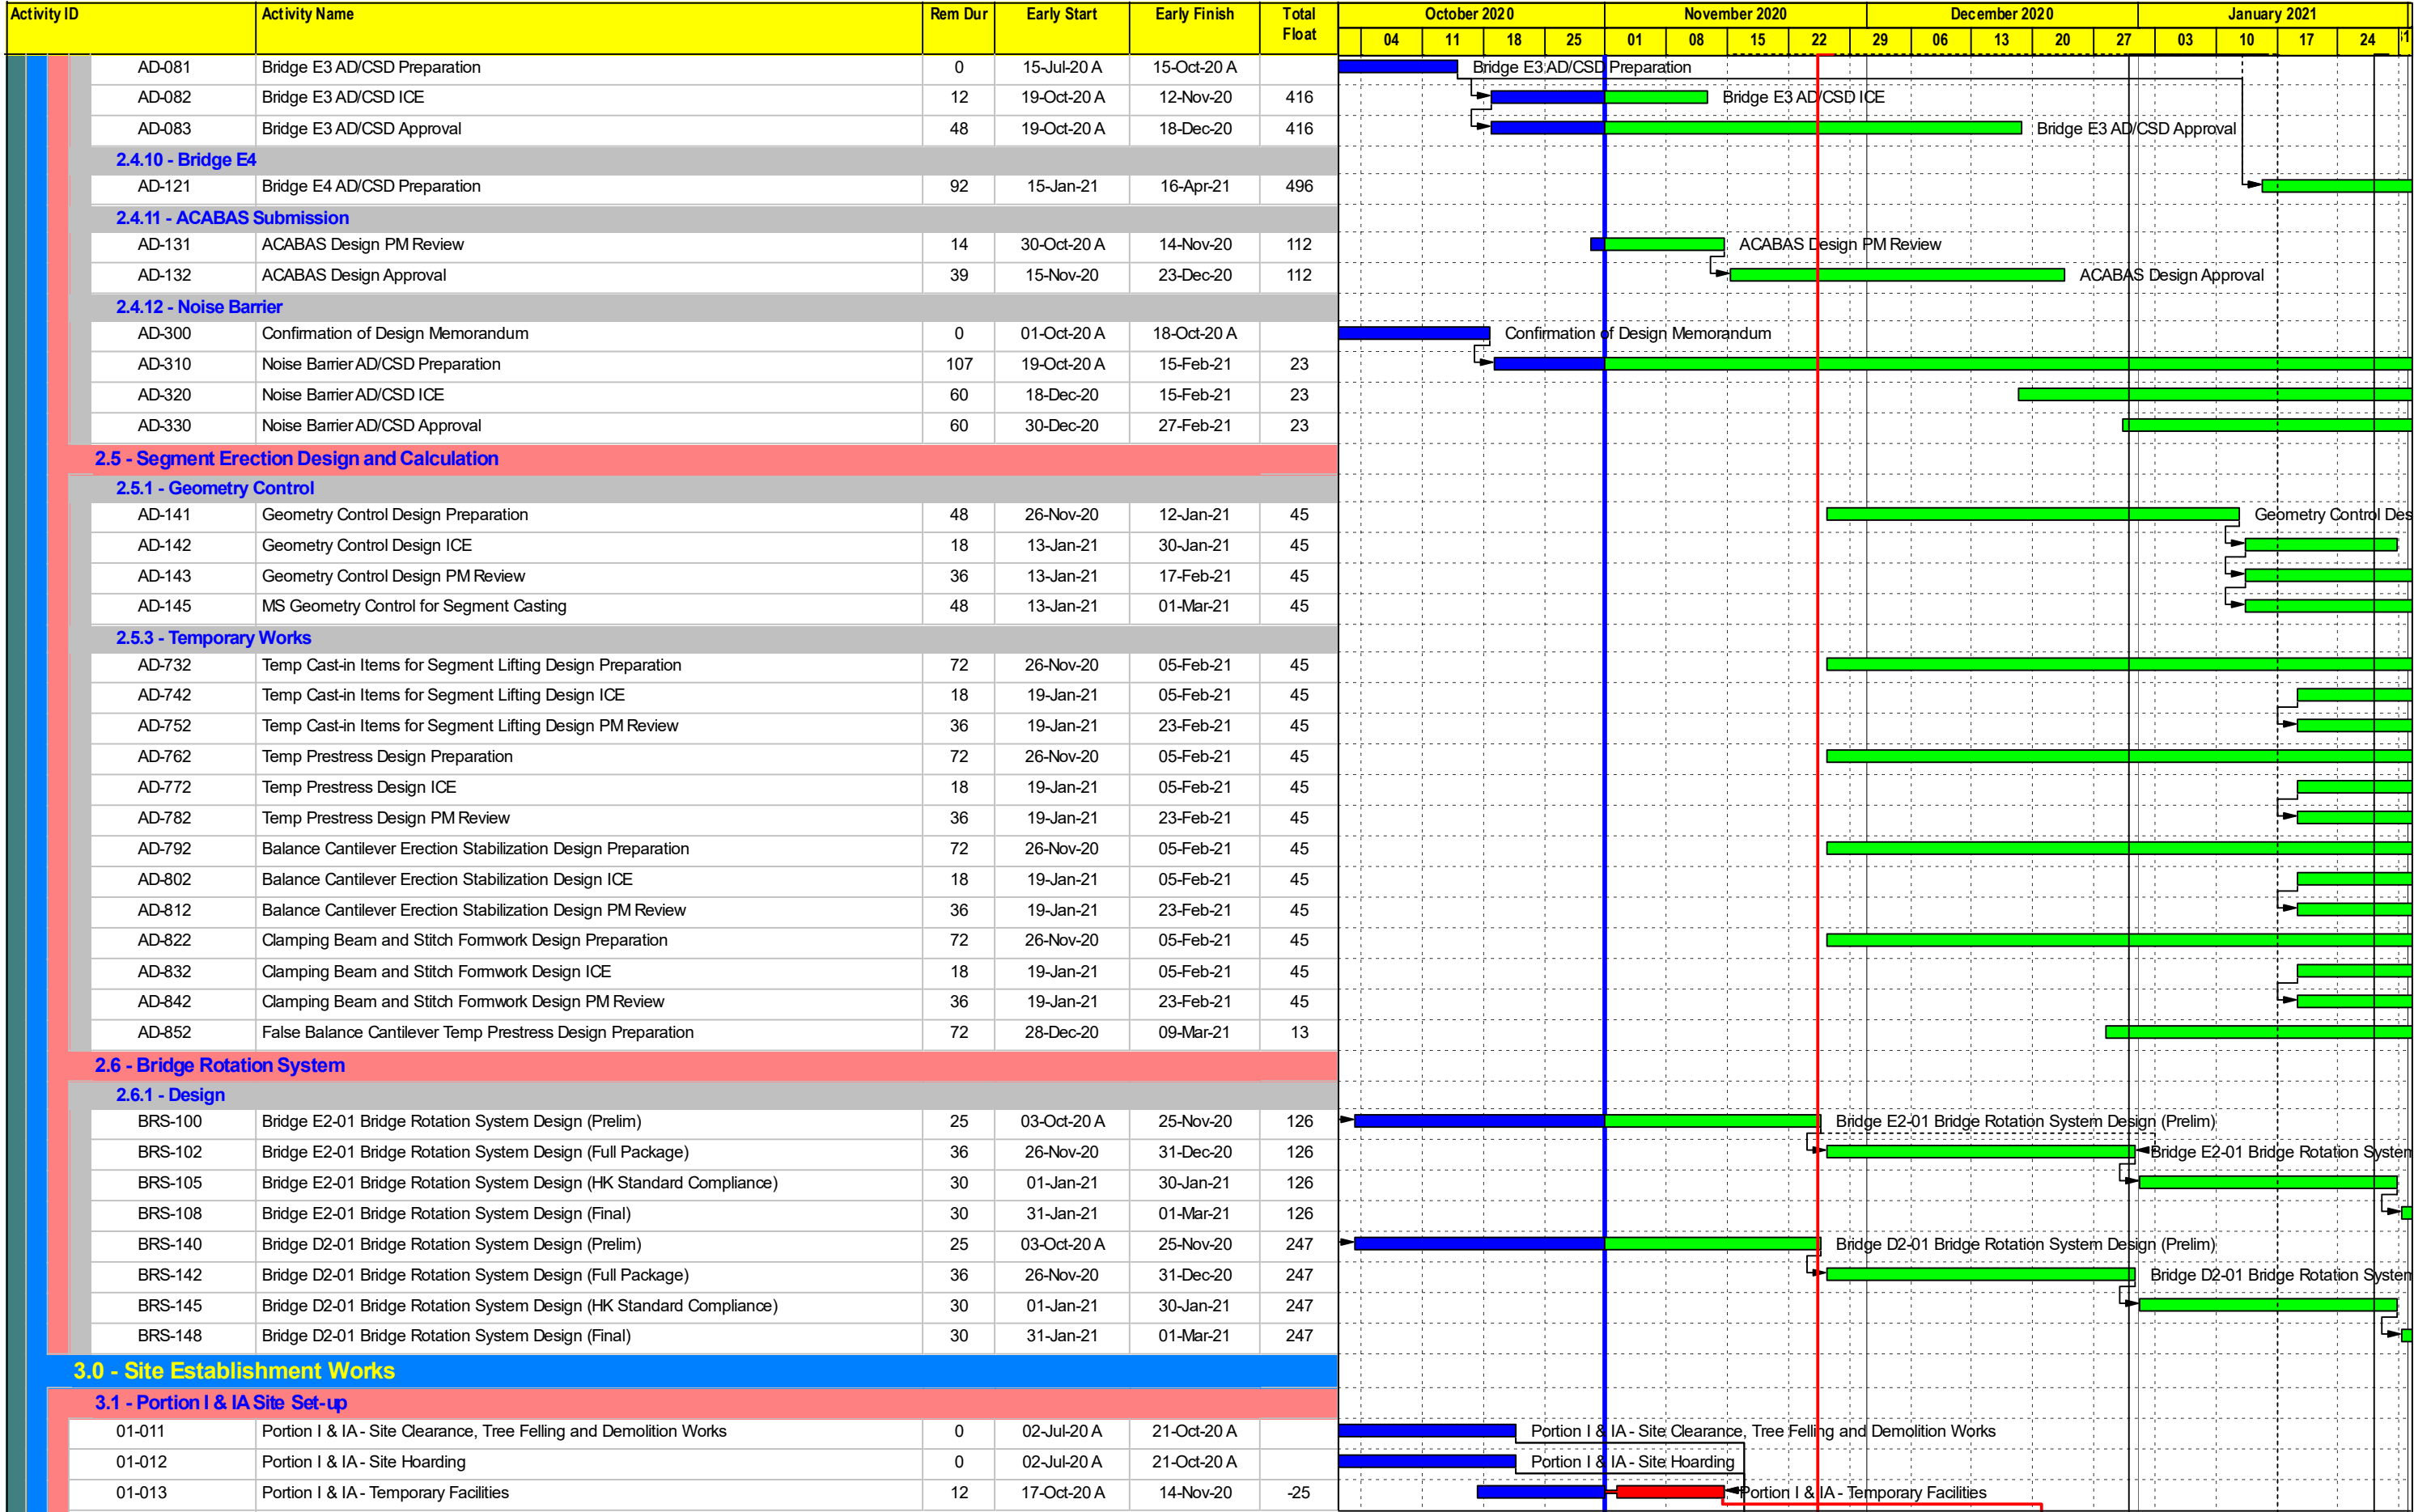 Activity ID Activity Name Rem Dur Early Start Early Finish Total Float October 2020 November 2020 December 2020 January 2021
04 11 18 25 01 08 15 22 29 06 13 20 27 03 10 17 24 31
AD-081 Bridge E3 AD/CSD Preparation 0 15-Jul-20 A 15-Oct-20 A Bridge E3 AD/CSD Preparation
AD-082 Bridge E3 AD/CSD ICE 12 19-Oct-20 A 12-Nov-20 416 Bridge E3 AD/CSD ICE
AD-083 Bridge E3 AD/CSD Approval 48 19-Oct-20 A 18-Dec-20 416 Bridge E3 AD/CSD Approval
2.4.10 - Bridge E4
AD-121 Bridge E4 AD/CSD Preparation 92 15-Jan-21 16-Apr-21 496
2.4.11 - ACABAS Submission
AD-131 ACABAS Design PM Review 14 30-Oct-20 A 14-Nov-20 112 ACABAS Design PM Review
AD-132 ACABAS Design Approval 39 15-Nov-20 23-Dec-20 112 ACABAS Design Approval
2.4.12 - Noise Barrier
AD-300 Confirmation of Design Memorandum 0 01-Oct-20 A 18-Oct-20 A Confirmation of Design Memorandum
AD-310 Noise Barrier AD/CSD Preparation 107 19-Oct-20 A 15-Feb-21 23
AD-320 Noise Barrier AD/CSD ICE 60 18-Dec-20 15-Feb-21 23
AD-330 Noise Barrier AD/CSD Approval 60 30-Dec-20 27-Feb-21 23
2.5 - Segment Erection Design and Calculation
2.5.1 - Geometry Control
AD-141 Geometry Control Design Preparation 48 26-Nov-20 12-Jan-21 45 Geometry Control Des
AD-142 Geometry Control Design ICE 18 13-Jan-21 30-Jan-21 45
AD-143 Geometry Control Design PM Review 36 13-Jan-21 17-Feb-21 45
AD-145 MS Geometry Control for Segment Casting 48 13-Jan-21 01-Mar-21 45
2.5.3 - Temporary Works
AD-732 Temp Cast-in Items for Segment Lifting Design Preparation 72 26-Nov-20 05-Feb-21 45
AD-742 Temp Cast-in Items for Segment Lifting Design ICE 18 19-Jan-21 05-Feb-21 45
AD-752 Temp Cast-in Items for Segment Lifting Design PM Review 36 19-Jan-21 23-Feb-21 45
AD-762 Temp Prestress Design Preparation 72 26-Nov-20 05-Feb-21 45
AD-772 Temp Prestress Design ICE 18 19-Jan-21 05-Feb-21 45
AD-782 Temp Prestress Design PM Review 36 19-Jan-21 23-Feb-21 45
AD-792 Balance Cantilever Erection Stabilization Design Preparation 72 26-Nov-20 05-Feb-21 45
AD-802 Balance Cantilever Erection Stabilization Design ICE 18 19-Jan-21 05-Feb-21 45
AD-812 Balance Cantilever Erection Stabilization Design PM Review 36 19-Jan-21 23-Feb-21 45
AD-822 Clamping Beam and Stitch Formwork Design Preparation 72 26-Nov-20 05-Feb-21 45
AD-832 Clamping Beam and Stitch Formwork Design ICE 18 19-Jan-21 05-Feb-21 45
AD-842 Clamping Beam and Stitch Formwork Design PM Review 36 19-Jan-21 23-Feb-21 45
AD-852 False Balance Cantilever Temp Prestress Design Preparation 72 28-Dec-20 09-Mar-21 13
2.6 - Bridge Rotation System
2.6.1 - Design
BRS-100 Bridge E2-01 Bridge Rotation System Design (Prelim) 25 03-Oct-20 A 25-Nov-20 126 Bridge E2-01 Bridge Rotation System Design (Prelim)
BRS-102 Bridge E2-01 Bridge Rotation System Design (Full Package) 36 26-Nov-20 31-Dec-20 126 Bridge E2-01 Bridge Rotation System
BRS-105 Bridge E2-01 Bridge Rotation System Design (HK Standard Compliance) 30 01-Jan-21 30-Jan-21 126
BRS-108 Bridge E2-01 Bridge Rotation System Design (Final) 30 31-Jan-21 01-Mar-21 126
BRS-140 Bridge D2-01 Bridge Rotation System Design (Prelim) 25 03-Oct-20 A 25-Nov-20 247 Bridge D2-01 Bridge Rotation System Design (Prelim)
BRS-142 Bridge D2-01 Bridge Rotation System Design (Full Package) 36 26-Nov-20 31-Dec-20 247 Bridge D2-01 Bridge Rotation System
BRS-145 Bridge D2-01 Bridge Rotation System Design (HK Standard Compliance) 30 01-Jan-21 30-Jan-21 247
BRS-148 Bridge D2-01 Bridge Rotation System Design (Final) 30 31-Jan-21 01-Mar-21 247
3.0 - Site Establishment Works
3.1 - Portion I & IA Site Set-up
01-011 Portion I & IA - Site Clearance, Tree Felling and Demolition Works 0 02-Jul-20 A 21-Oct-20 A Portion I & IA - Site Clearance, Tree Felling and Demolition Works
01-012 Portion I & IA - Site Hoarding 0 02-Jul-20 A 21-Oct-20 A Portion I & IA - Site Hoarding
01-013 Portion I & IA - Temporary Facilities 12 17-Oct-20 A 14-Nov-20 -25 Portion I & IA - Temporary Facilities